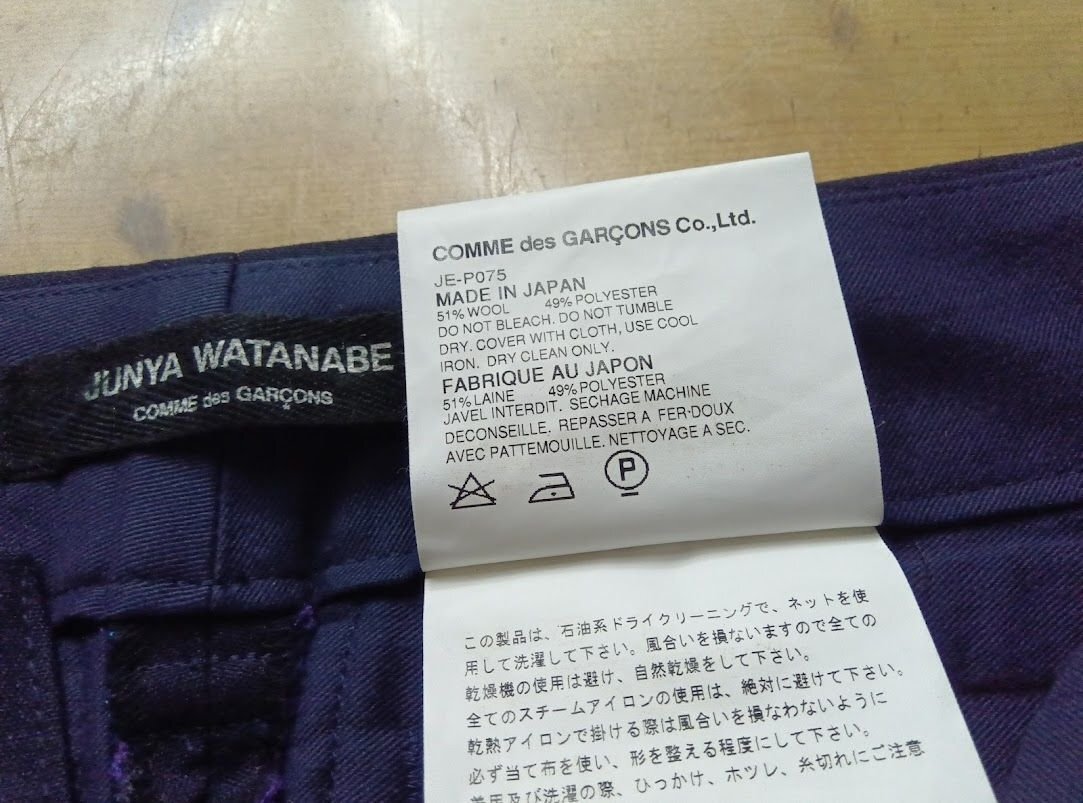 JUNYA WATANABE
COMME des GARÇONS
COMME des GARÇONS Co.,Ltd.
JE-P075
MADE IN JAPAN
51% WOOL 49% POLYESTER
DO NOT BLEACH. DO NOT TUMBLE
DRY. COVER WITH CLOTH, USE COOL
IRON. DRY CLEAN ONLY.
FABRIQUE AU JAPON
51% LAINE 49% POLYESTER
JAVEL INTERDIT. SECHAGE MACHINE
DECONSEILLE. REPASSER A FER·DOUX
AVEC PATTEMOUILLE. NETTOYAGE A SEC.
P
この製品は、石油系ドライクリーニングで、ネットを使
用して洗濯して下さい。風合いを損ないますので全ての
乾燥機の使用は避け、自然乾燥をして下さい。
全てのスチームアイロンの使用は、絶対に避けて下さい。
乾熱アイロンで掛ける際は風合いを損なわないように
必ず当て布を使い、形を整える程度にして下さい。
着用及び洗濯の際、ひっかけ、ホツレ、糸切れにご注意